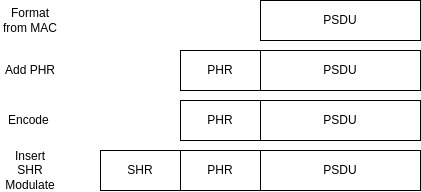 Format
from MAC
PSDU
Add PHR
PHR
PSDU
Encode
PHR
PSDU
Insert
SHR
Modulate
SHR
PHR
PSDU